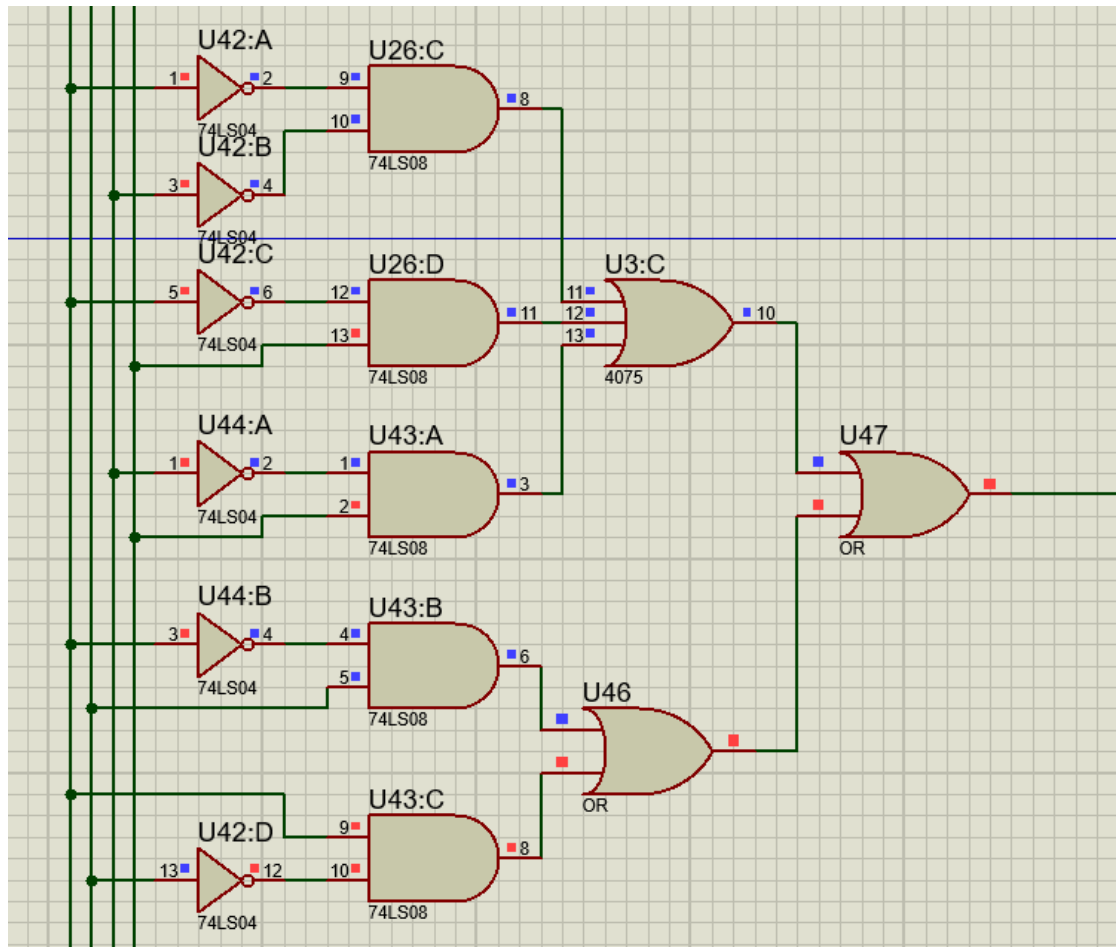 U42:A
1
2
74LS04
U26:C
9
10
8
74LS08
U42:B
3
4
74LS04
U42:C
5
6
74LS04
U26:D
12
13
11
74LS08
U3:C
11
12
13
10
4075
U44:A
1
2
74LS04
U43:A
1
2
3
74LS08
U47
OR
U44:B
3
4
74LS04
U43:B
4
5
6
74LS08
U46
OR
U42:D
13
12
74LS04
U43:C
9
10
8
74LS08